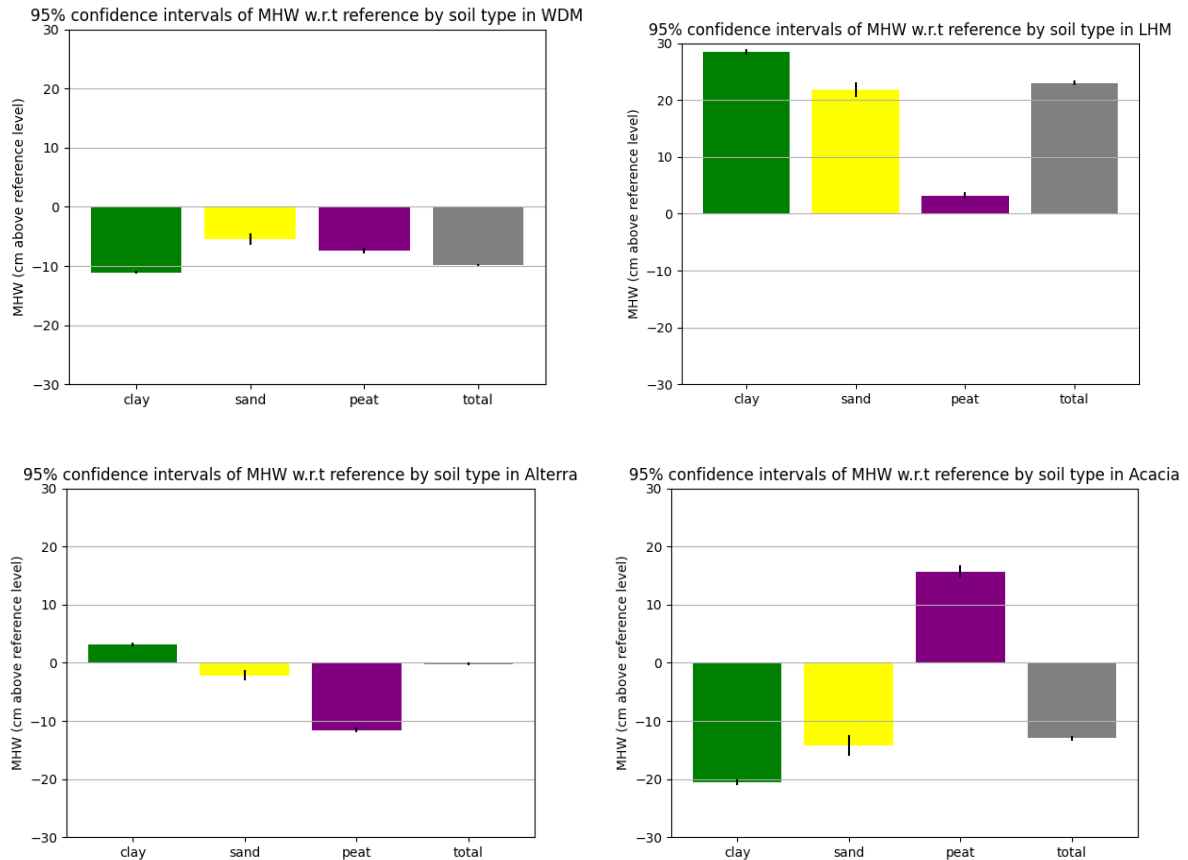 95% confidence intervals of MHW w.r.t reference by soil type in WDM
MHW (cm above reference level)
30
20
10
0
−10
−20
−30
clay sand peat total
95% confidence intervals of MHW w.r.t reference by soil type in LHM
MHW (cm above reference level)
30
20
10
0
−10
−20
−30
clay sand peat total
95% confidence intervals of MHW w.r.t reference by soil type in Alterra
MHW (cm above reference level)
30
20
10
0
−10
−20
−30
clay sand peat total
95% confidence intervals of MHW w.r.t reference by soil type in Acacia
MHW (cm above reference level)
30
20
10
0
−10
−20
−30
clay sand peat total